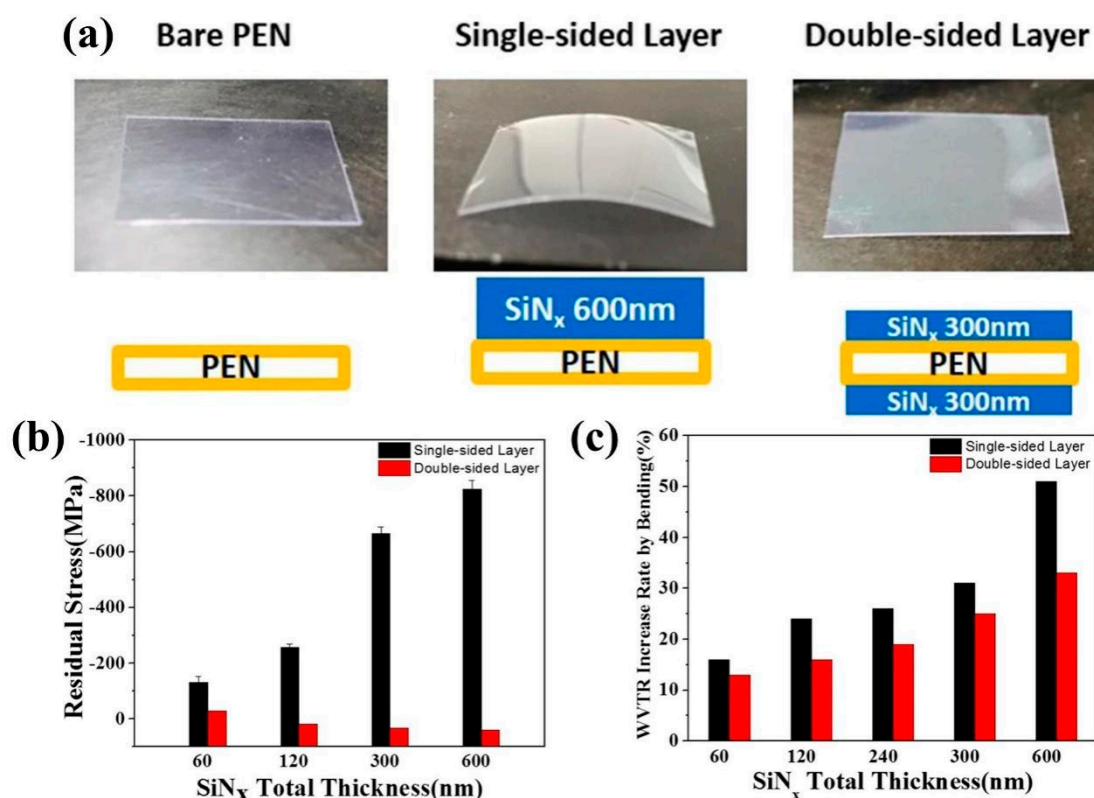 (a)
Bare PEN
Single-sided Layer
Double-sided Layer
PEN
SiNx 600nm
PEN
SiNx 300nm
PEN
SiNx 300nm
(b)
-1000
-800
-600
-400
-200
0
Residual Stress(MPa)
Single-sided Layer
Double-sided Layer
60 120 300 600
SiNX Total Thickness(nm)
(c)
60
50
40
30
20
10
0
WVTR Increase Rate by Bending(%)
Single-sided Layer
Double-sided Layer
60 120 240 300 600
SiNx Total Thickness(nm)